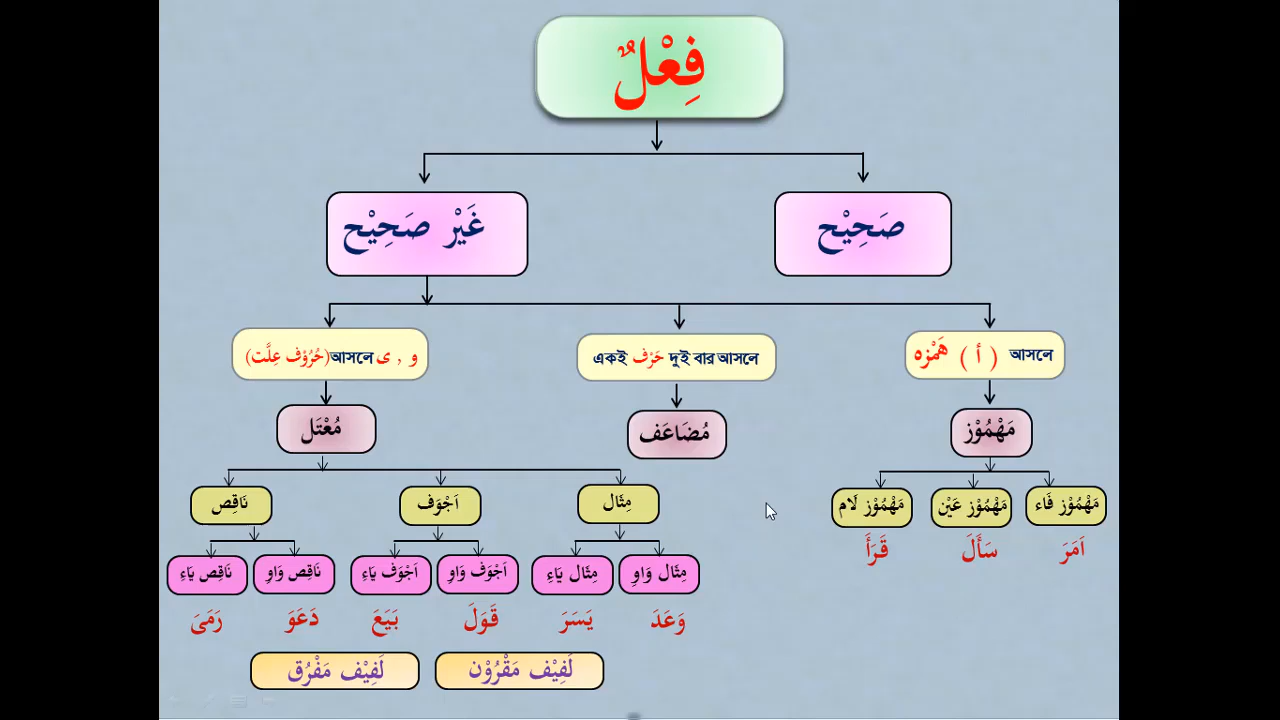 فِعْلٌ
صَحِيْح
غَيْر صَحِيْح
هَمْزه ( أ ) আসলে
একই حَرْف দুই বার আসলে
و , ى আসলে (حُرُوْف عِلَّت)
مَهْمُوْز
مُضَاعَف
مُعْتَل
مَهْمُوْز فَاء
مَهْمُوْز عَيْن
مَهْمُوْز لَام
مِثَال
اَجْوَف
نَاقِص
اَمَرَ
سَأَلَ
قَرَأَ
مِثَال وَاوِ
مِثَال يَاءِ
اَجْوَف وَاوِ
اَجْوَف يَاءِ
نَاقِص وَاوِ
نَاقِص يَاءِ
وَعَدَ
يَسَرَ
قَوَلَ
بَيَعَ
دَعَوَ
رَمَىَ
لَفِيْف مَقْرُوْن
لَفِيْف مَفْرُق